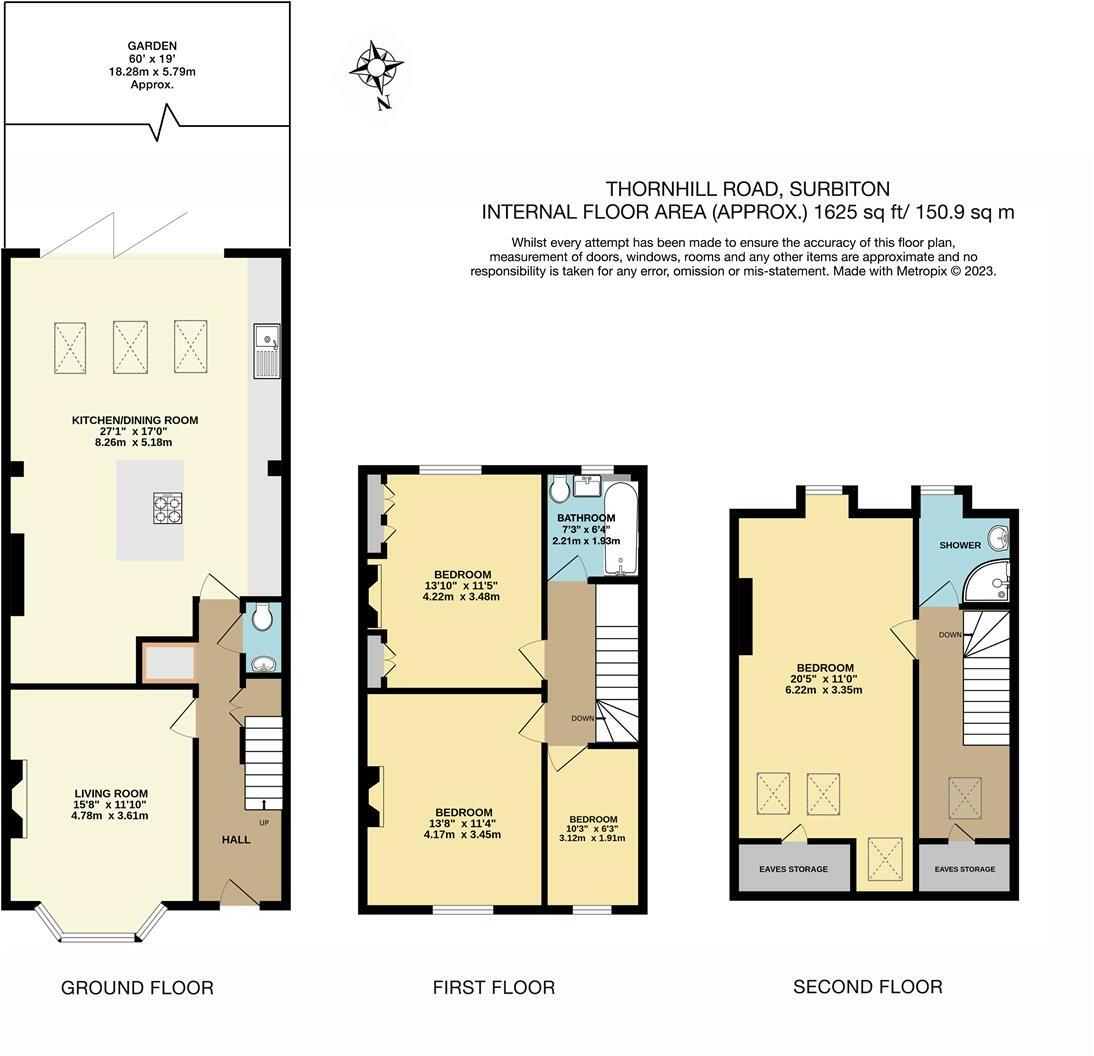 GARDEN
60' x 19'
18.28m x 5.79m
Approx.
N
THORNHILL ROAD, SURBITON
INTERNAL FLOOR AREA (APPROX.) 1625 sq ft/ 150.9 sq m
Whilst every attempt has been made to ensure the accuracy of this floor plan,
measurement of doors, windows, rooms and any other items are approximate and no
responsibility is taken for any error, omission or mis-statement. Made with Metropix © 2023.
KITCHEN/DINING ROOM
27'1" x 17'0"
8.26m x 5.18m
LIVING ROOM
15'8" x 11'10"
4.78m x 3.61m
UP
HALL
GROUND FLOOR
BATHROOM
7'3" x 6'4"
2.21m x 1.93m
BEDROOM
13'10" x 11'5"
4.22m x 3.48m
DOWN
BEDROOM
13'8" x 11'4"
4.17m x 3.45m
BEDROOM
10'3" x 6'3"
3.12m x 1.91m
FIRST FLOOR
SHOWER
DOWN
BEDROOM
20'5" x 11'0"
6.22m x 3.35m
EAVES STORAGE
EAVES STORAGE
SECOND FLOOR